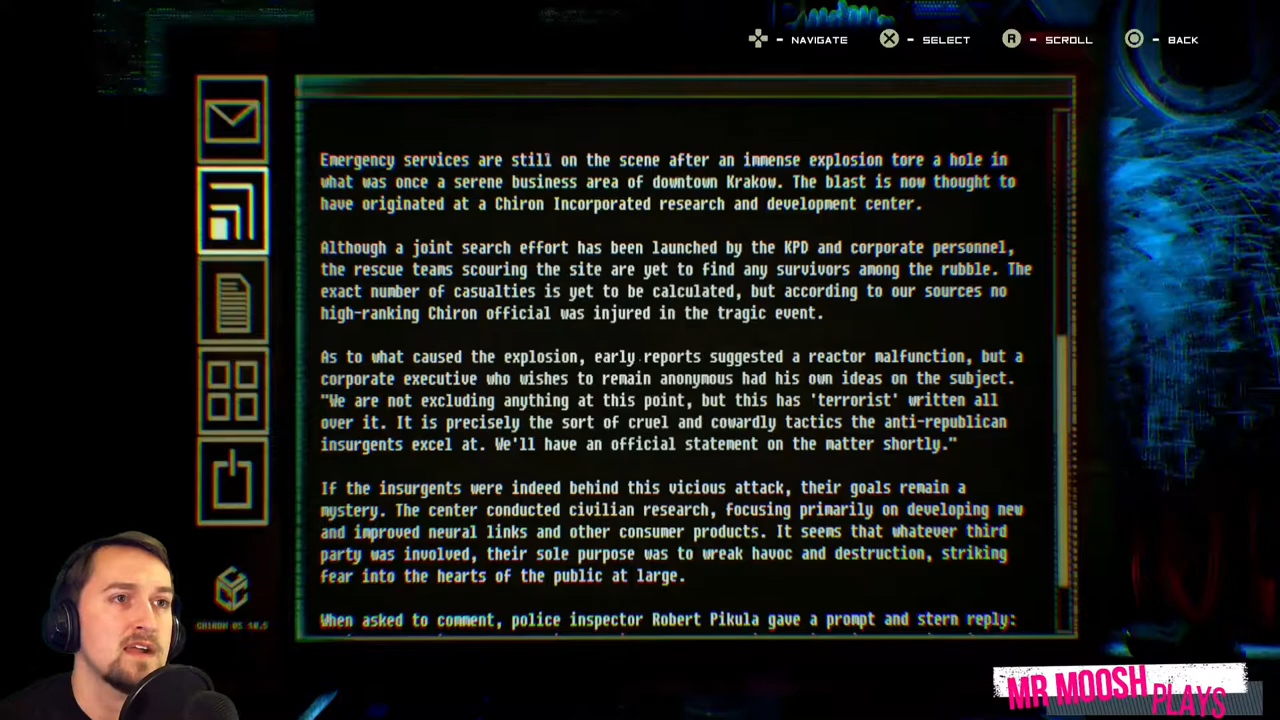 NAVIGATE
SELECT
R - SCROLL
BACK
Emergency services are still on the scene after an immense explosion tore a hole in
what was once a serene business area of downtown Krakow. The blast is now thought to
have originated at a Chiron Incorporated research and development center.
Although a joint search effort has been launched by the KPD and corporate personnel,
the rescue teams scouring the site are yet to find any survivors among the rubble. The
exact number of casualties is yet to be calculated, but according to our sources no
high-ranking Chiron official was injured in the tragic event.
As to what caused the explosion, early reports suggested a reactor malfunction, but a
corporate executive who wishes to remain anonymous had his own ideas on the subject.
"We are not excluding anything at this point, but this has 'terrorist' written all
over it. It is precisely the sort of cruel and cowardly tactics the anti-republican
insurgents excel at. We'll have an official statement on the matter shortly."
If the insurgents were indeed behind this vicious attack, their goals remain a
mystery. The center conducted civilian research, focusing primarily on developing new
and improved neural links and other consumer products. It seems that whatever third
party was involved, their sole purpose was to wreak havoc and destruction, striking
fear into the hearts of the public at large.
When asked to comment, police inspector Robert Pikula gave a prompt and stern reply:
CHIRON OS 10.5
MR MOOSH
PLAYS